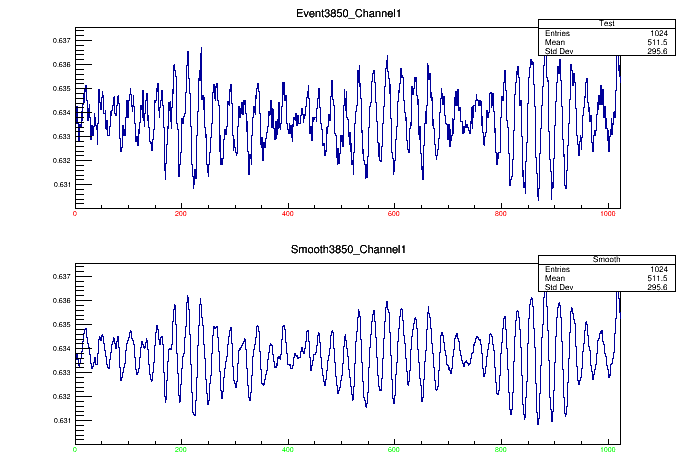 Event3850_Channel1
Test
Entries 1024
Mean 511.5
Std Dev 295.6
0.637
0.636
0.635
0.634
0.633
0.632
0.631
0 200 400 600 800 1000
Smooth3850_Channel1
Smooth
Entries 1024
Mean 511.5
Std Dev 295.6
0.637
0.636
0.635
0.634
0.633
0.632
0.631
0 200 400 600 800 1000